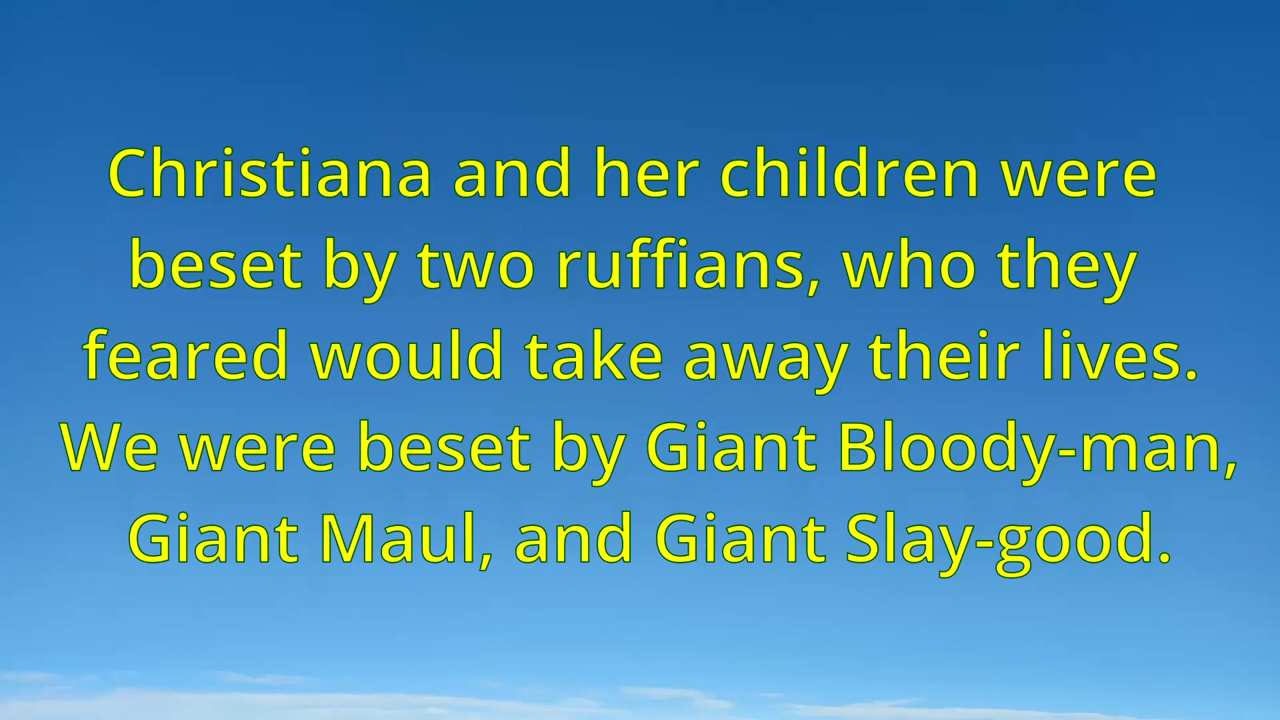 Christiana and her children were
beset by two ruffians, who they
feared would take away their lives.
We were beset by Giant Bloody-man,
Giant Maul, and Giant Slay-good.